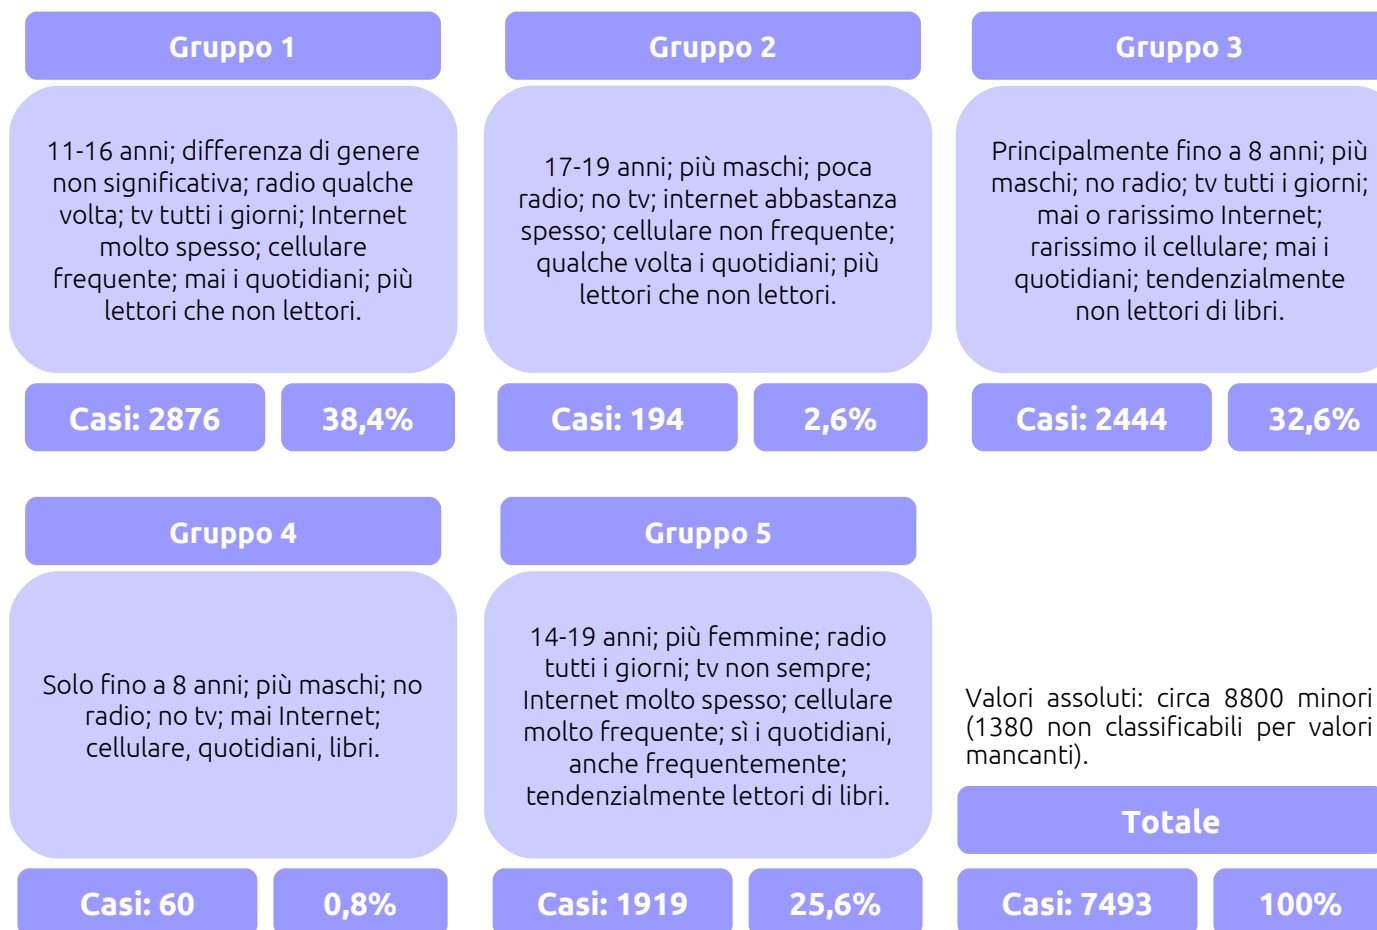 Gruppo 1
11-16 anni; differenza di genere
non significativa; radio qualche
volta; tv tutti i giorni; Internet
molto spesso; cellulare
frequente; mai i quotidiani; più
lettori che non lettori.
Casi: 2876
38,4%
Gruppo 2
17-19 anni; più maschi; poca
radio; no tv; internet abbastanza
spesso; cellulare non frequente;
qualche volta i quotidiani; più
lettori che non lettori.
Casi: 194
2,6%
Gruppo 3
Principalmente fino a 8 anni; più
maschi; no radio; tv tutti i giorni;
mai o rarissimo Internet;
rarissimo il cellulare; mai i
quotidiani; tendenzialmente
non lettori di libri.
Casi: 2444
32,6%
Gruppo 4
Solo fino a 8 anni; più maschi; no
radio; no tv; mai Internet;
cellulare, quotidiani, libri.
Casi: 60
0,8%
Gruppo 5
14-19 anni; più femmine; radio
tutti i giorni; tv non sempre;
Internet molto spesso; cellulare
molto frequente; sì i quotidiani,
anche frequentemente;
tendenzialmente lettori di libri.
Casi: 1919
25,6%
Valori assoluti: circa 8800 minori
(1380 non classificabili per valori
mancanti).
Totale
Casi: 7493
100%